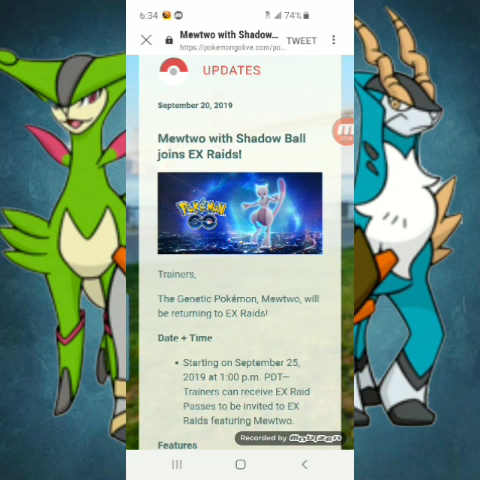 6:34
74%
Mewtwo with Shadow...
https://pokemongolive.com/po...
TWEET
UPDATES
September 20, 2019
Mewtwo with Shadow Ball
joins EX Raids!
POKÉMON
GO
Trainers,
The Genetic Pokémon, Mewtwo, will
be returning to EX Raids!
Date + Time
• Starting on September 25,
2019 at 1:00 p.m. PDT—
Trainers can receive EX Raid
Passes to be invited to EX
Raids featuring Mewtwo.
Features
Recorded by mobizen